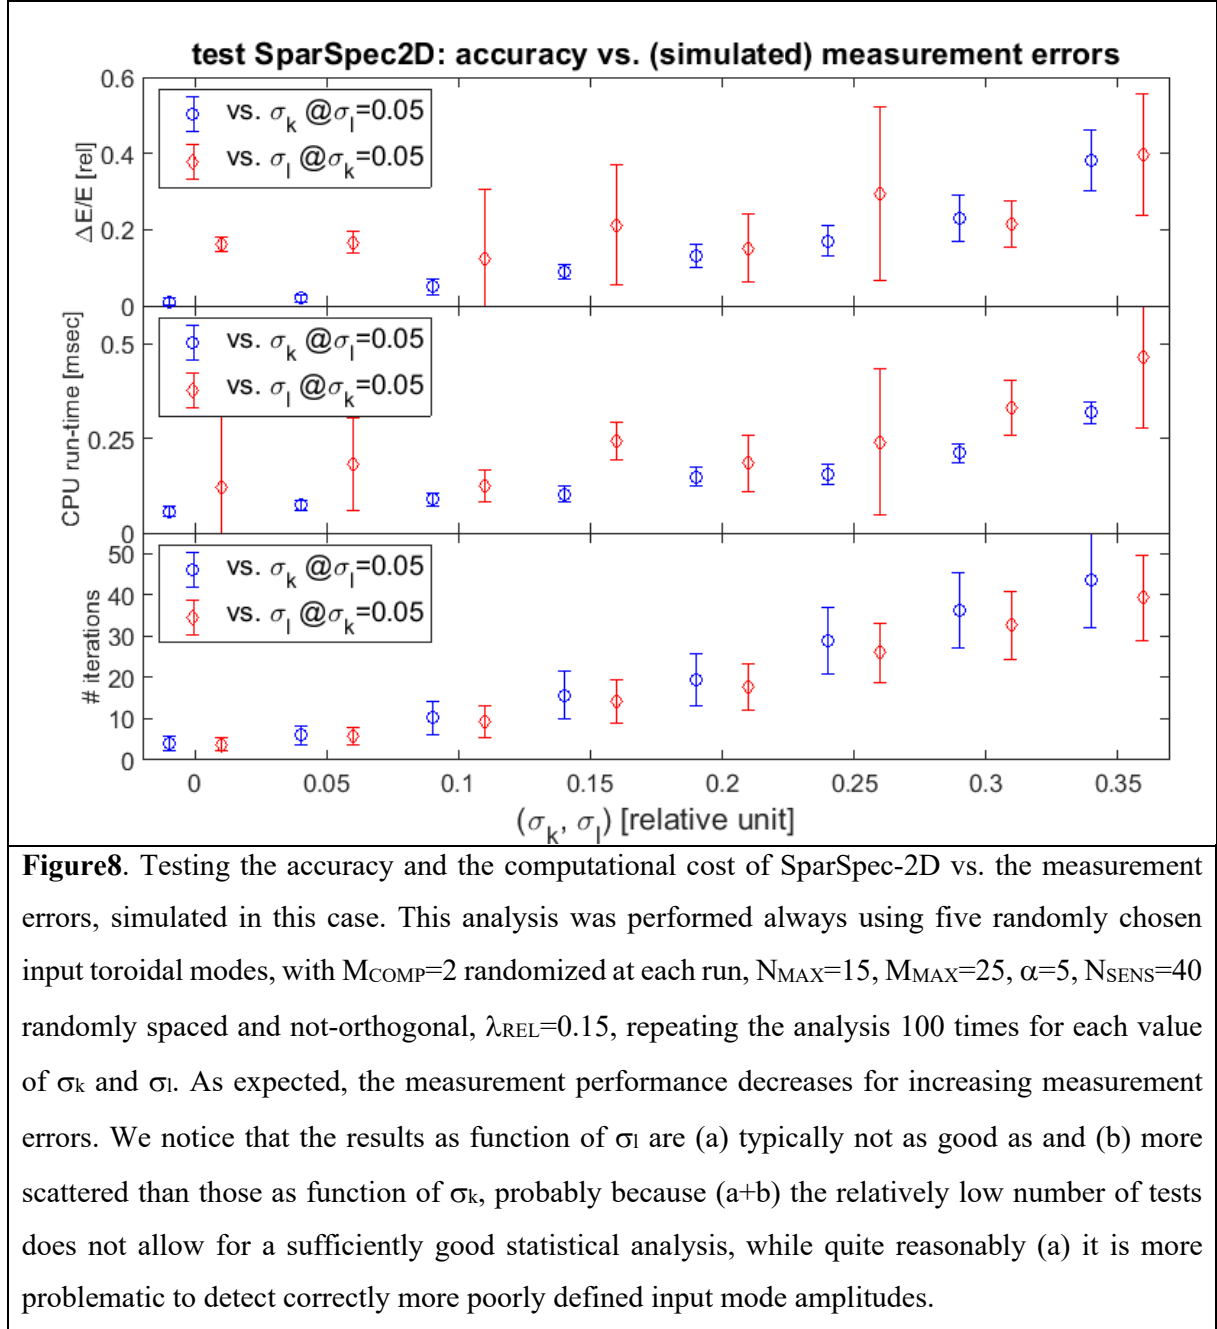 test SparSpec2D: accuracy vs. (simulated) measurement errors
0.6
0.4
0.2
0
ΔE/E [rel]
vs. σk @σl=0.05
vs. σl @σk=0.05
0.5
0.25
0
CPU run-time [msec]
vs. σk @σl=0.05
vs. σl @σk=0.05
50
40
30
20
10
0
# iterations
vs. σk @σl=0.05
vs. σl @σk=0.05
0 0.05 0.1 0.15 0.2 0.25 0.3 0.35
(σk, σl) [relative unit]
Figure8. Testing the accuracy and the computational cost of SparSpec-2D vs. the measurement
errors, simulated in this case. This analysis was performed always using five randomly chosen
input toroidal modes, with MCOMP=2 randomized at each run, NMAX=15, MMAX=25, α=5, NSENS=40
randomly spaced and not-orthogonal, λREL=0.15, repeating the analysis 100 times for each value
of σk and σl. As expected, the measurement performance decreases for increasing measurement
errors. We notice that the results as function of σl are (a) typically not as good as and (b) more
scattered than those as function of σk, probably because (a+b) the relatively low number of tests
does not allow for a sufficiently good statistical analysis, while quite reasonably (a) it is more
problematic to detect correctly more poorly defined input mode amplitudes.